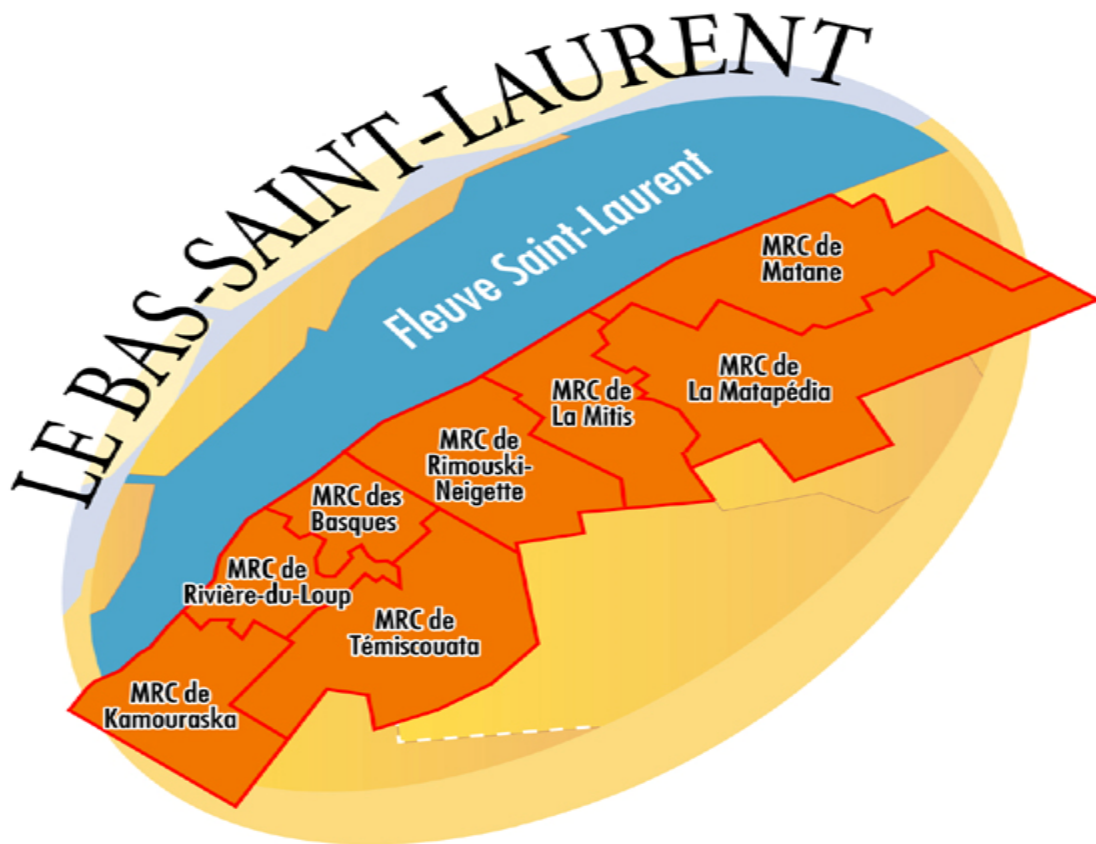 LE BAS-SAINT-LAURENT
Fleuve Saint-Laurent
MRC de
Matane
MRC de
La Matapédia
MRC de
La Mitis
MRC de
Rimouski-
Neigette
MRC des
Basques
MRC de
Rivière-du-Loup
MRC de
Témiscouata
MRC de
Kamouraska